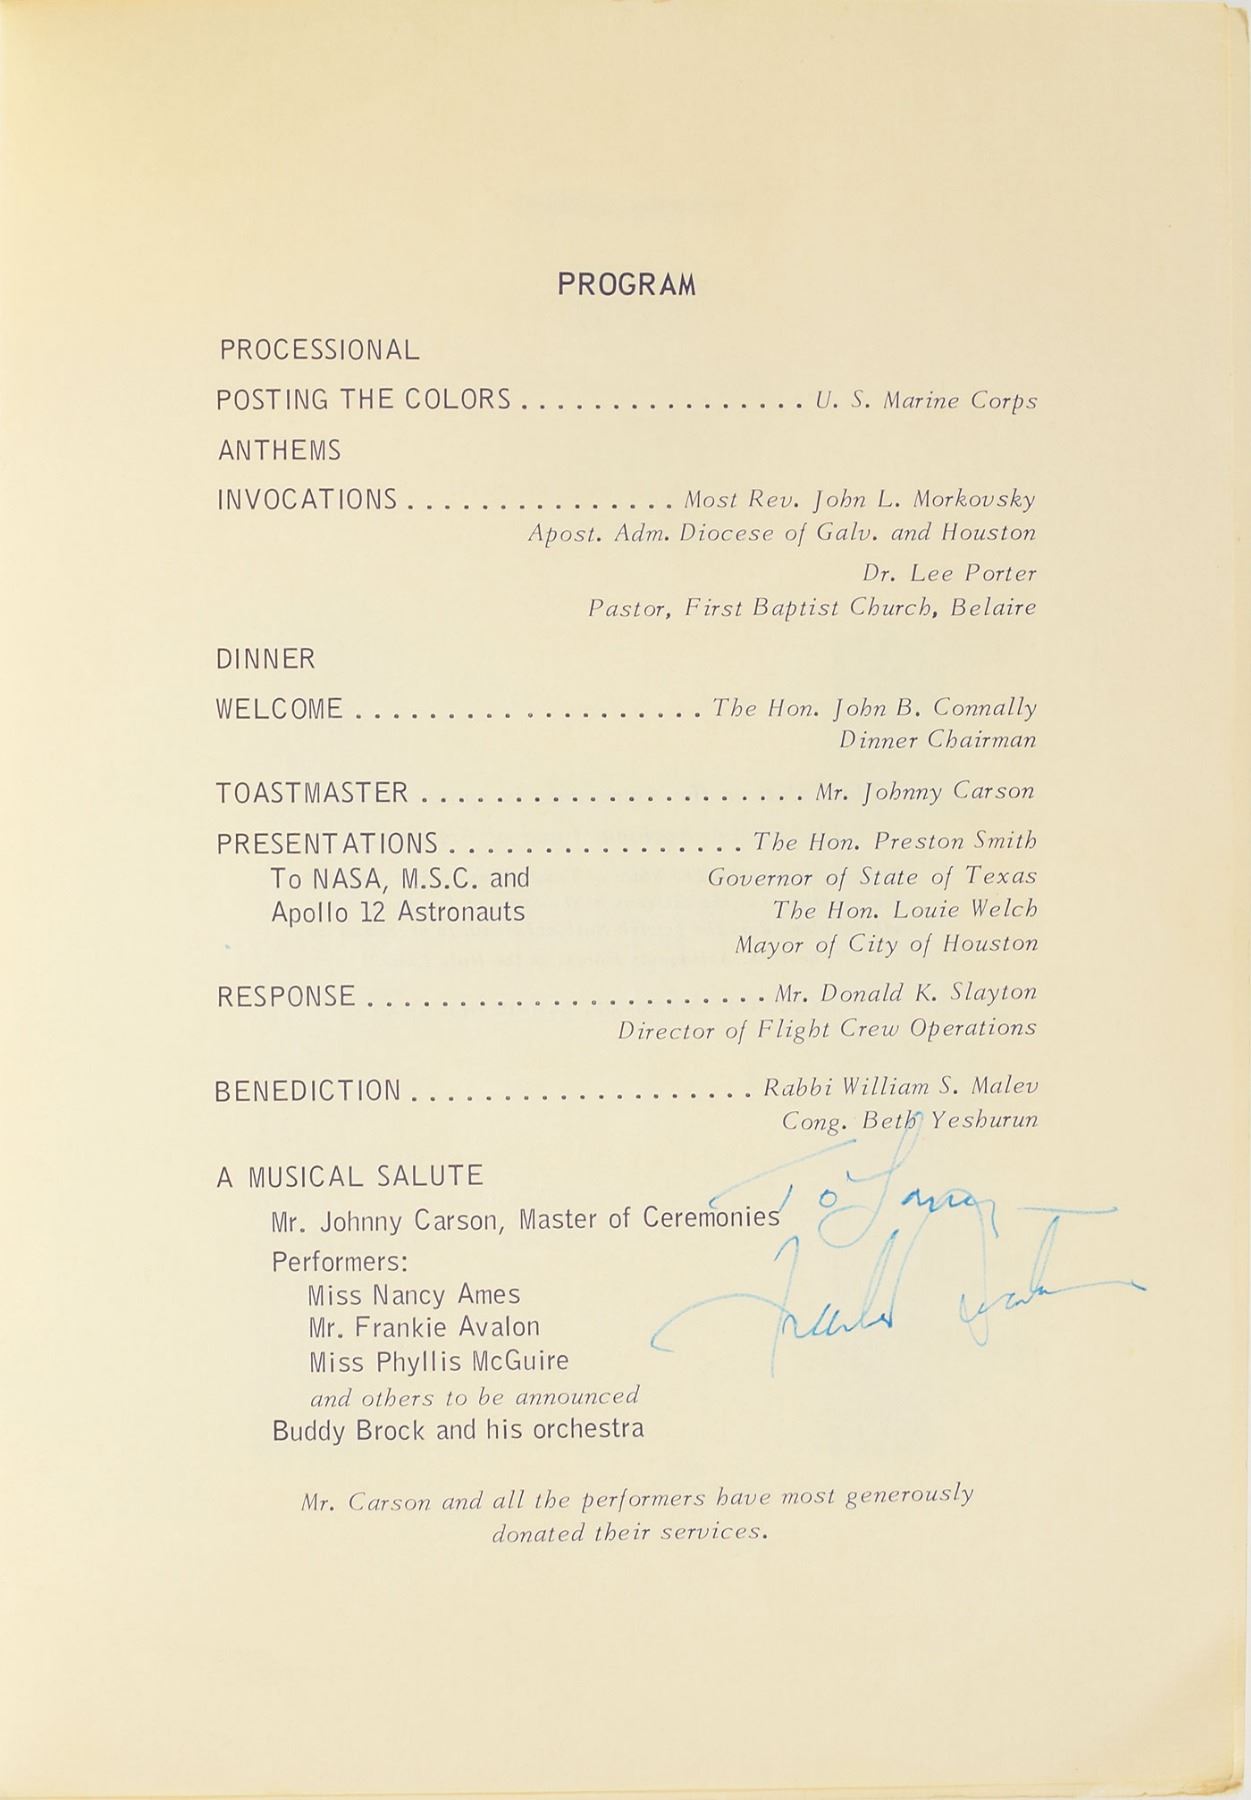 PROGRAM
PROCESSIONAL
POSTING THE COLORS................ U. S. Marine Corps
ANTHEMS
INVOCATIONS............... Most Rev. John L. Morkovsky
Apost. Adm. Diocese of Galv. and Houston
Dr. Lee Porter
Pastor, First Baptist Church, Belaire
DINNER
WELCOME................... The Hon. John B. Connally
Dinner Chairman
TOASTMASTER..................... Mr. Johnny Carson
PRESENTATIONS................ The Hon. Preston Smith
To NASA, M.S.C. and Governor of State of Texas
Apollo 12 Astronauts The Hon. Louie Welch
Mayor of City of Houston
RESPONSE...................... Mr. Donald K. Slayton
Director of Flight Crew Operations
BENEDICTION................... Rabbi William S. Malev
Cong. Beth Yeshurun
A MUSICAL SALUTE
To
Mr. Johnny Carson, Master of Ceremonies
Performers:
Miss Nancy Ames
Mr. Frankie Avalon
Frankie Avalon
Miss Phyllis McGuire
and others to be announced
Buddy Brock and his orchestra
Mr. Carson and all the performers have most generously
donated their services.